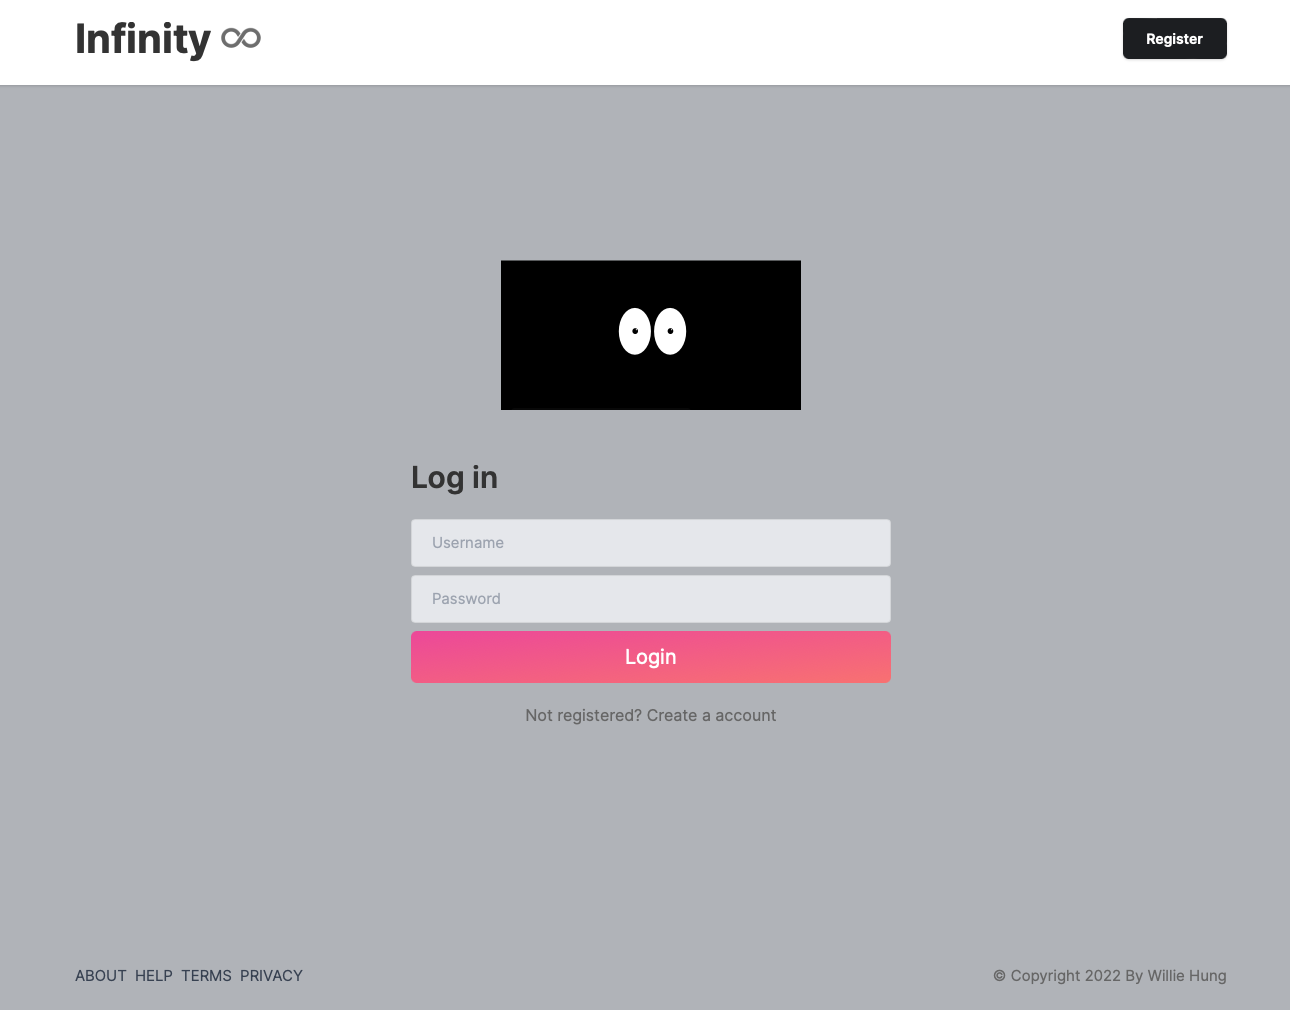 Infinity ∞
Register
Log in
Username
Password
Login
Not registered? Create a account
ABOUT HELP TERMS PRIVACY
© Copyright 2022 By Willie Hung